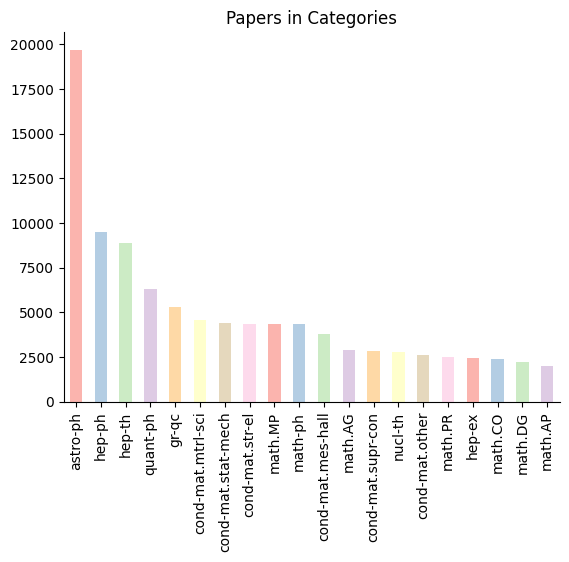 Papers in Categories
20000
17500
15000
12500
10000
7500
5000
2500
0
astro-ph
hep-ph
hep-th
quant-ph
gr-qc
cond-mat.mtrl-sci
cond-mat.stat-mech
cond-mat.str-el
math.MP
math-ph
cond-mat.mes-hall
math.AG
cond-mat.supr-con
nucl-th
cond-mat.other
math.PR
hep-ex
math.CO
math.DG
math.AP